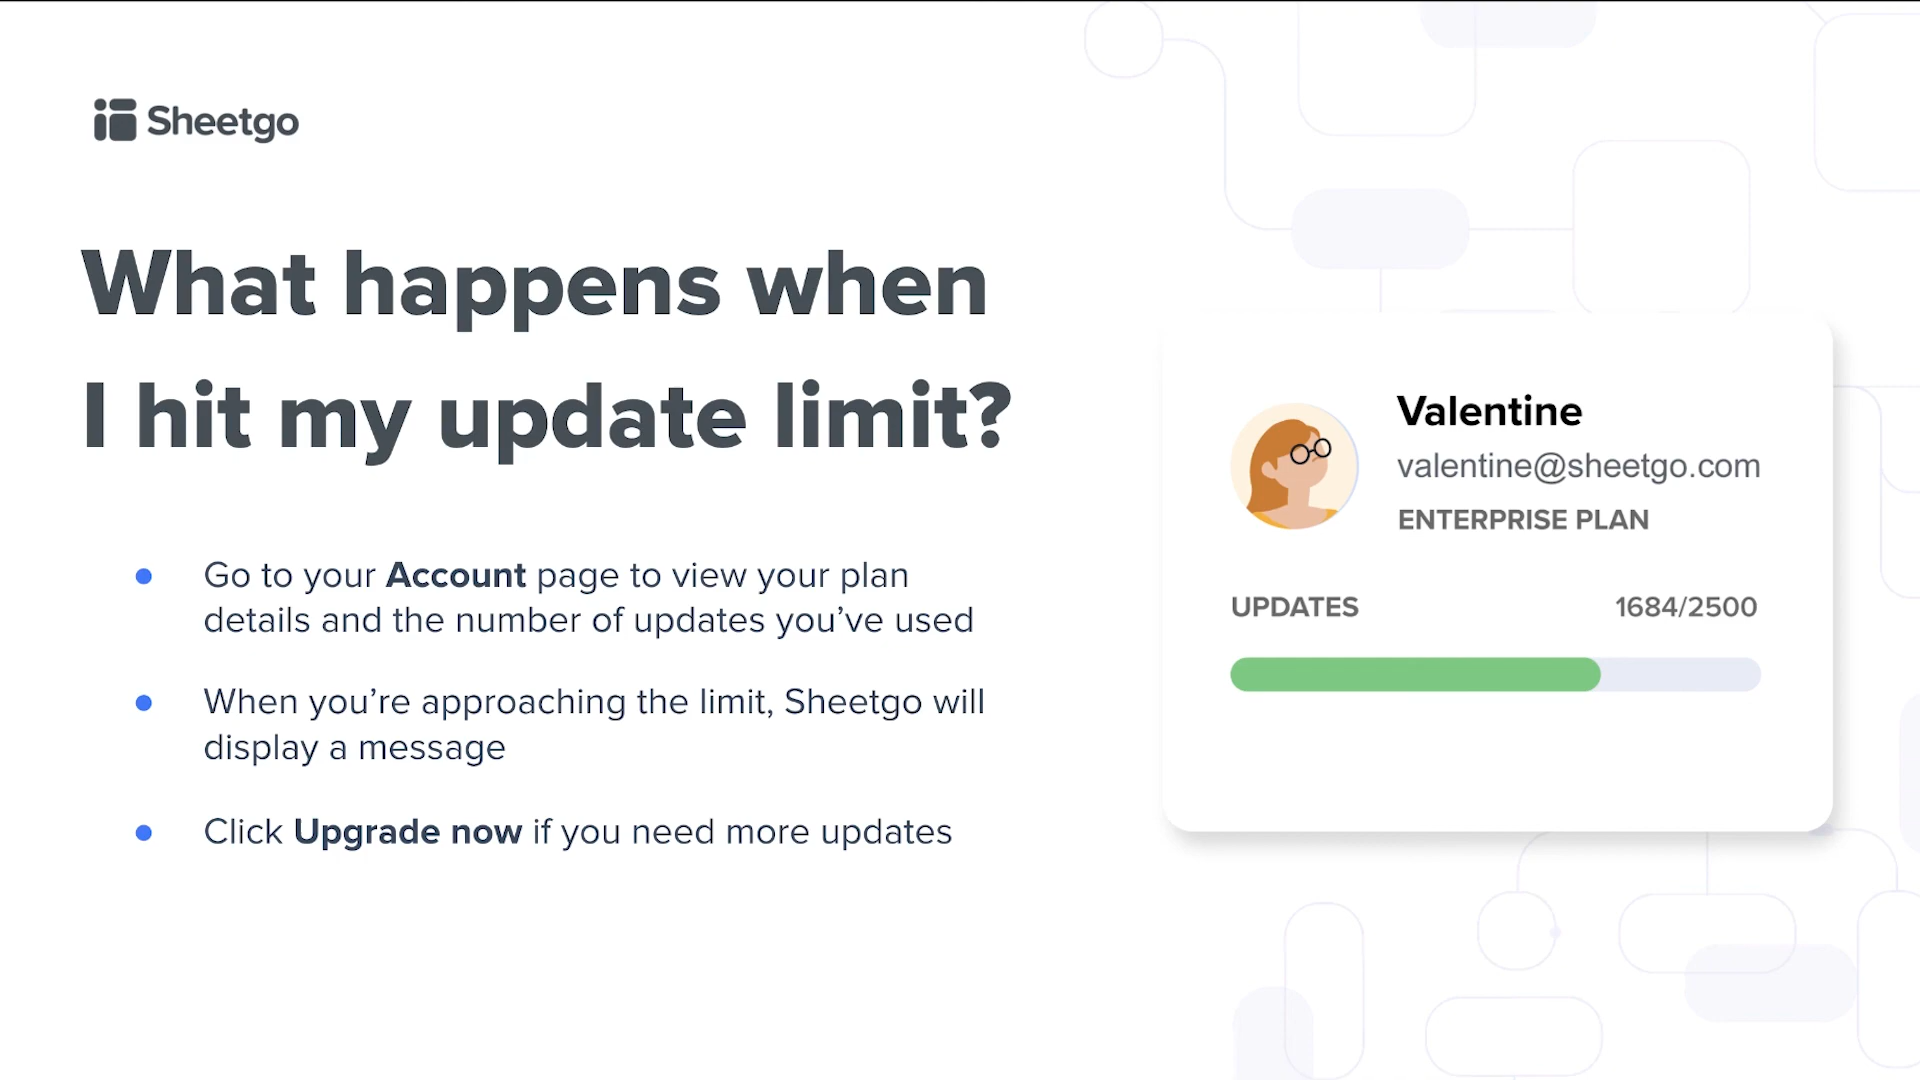 Sheetgo
What happens when
I hit my update limit?
Go to your Account page to view your plan
details and the number of updates you’ve used
When you’re approaching the limit, Sheetgo will
display a message
Click Upgrade now if you need more updates
Valentine
valentine@sheetgo.com
ENTERPRISE PLAN
UPDATES 1684/2500